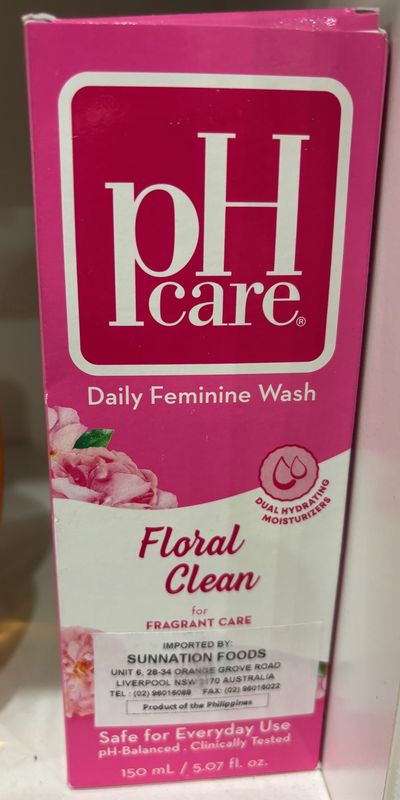 pH
care®
Daily Feminine Wash
DUAL HYDRATING
MOISTURIZERS
Floral
Clean
for
FRAGRANT CARE
IMPORTED BY:
SUNNATION FOODS
UNIT 6, 28-34 ORANGE GROVE ROAD
LIVERPOOL NSW 2170 AUSTRALIA
TEL : (02) 96016088 FAX: (02) 96016022
Product of the Philippines
Safe for Everyday Use
pH-Balanced . Clinically Tested
150 mL / 5.07 fl. oz.